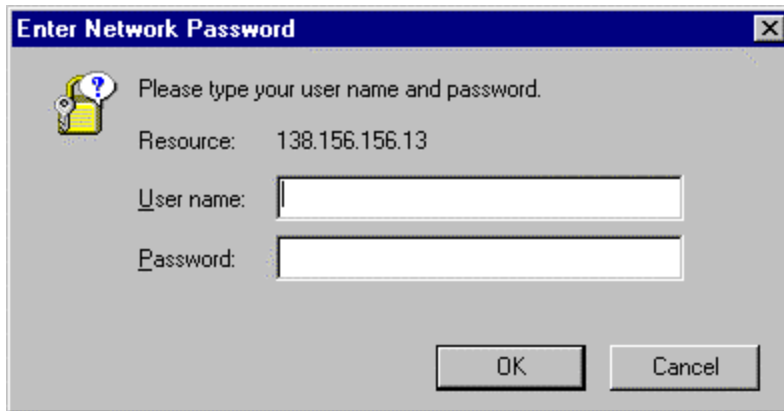 Enter Network Password
?
Please type your user name and password.
Resource: 138.156.156.13
User name:
Password:
OK Cancel